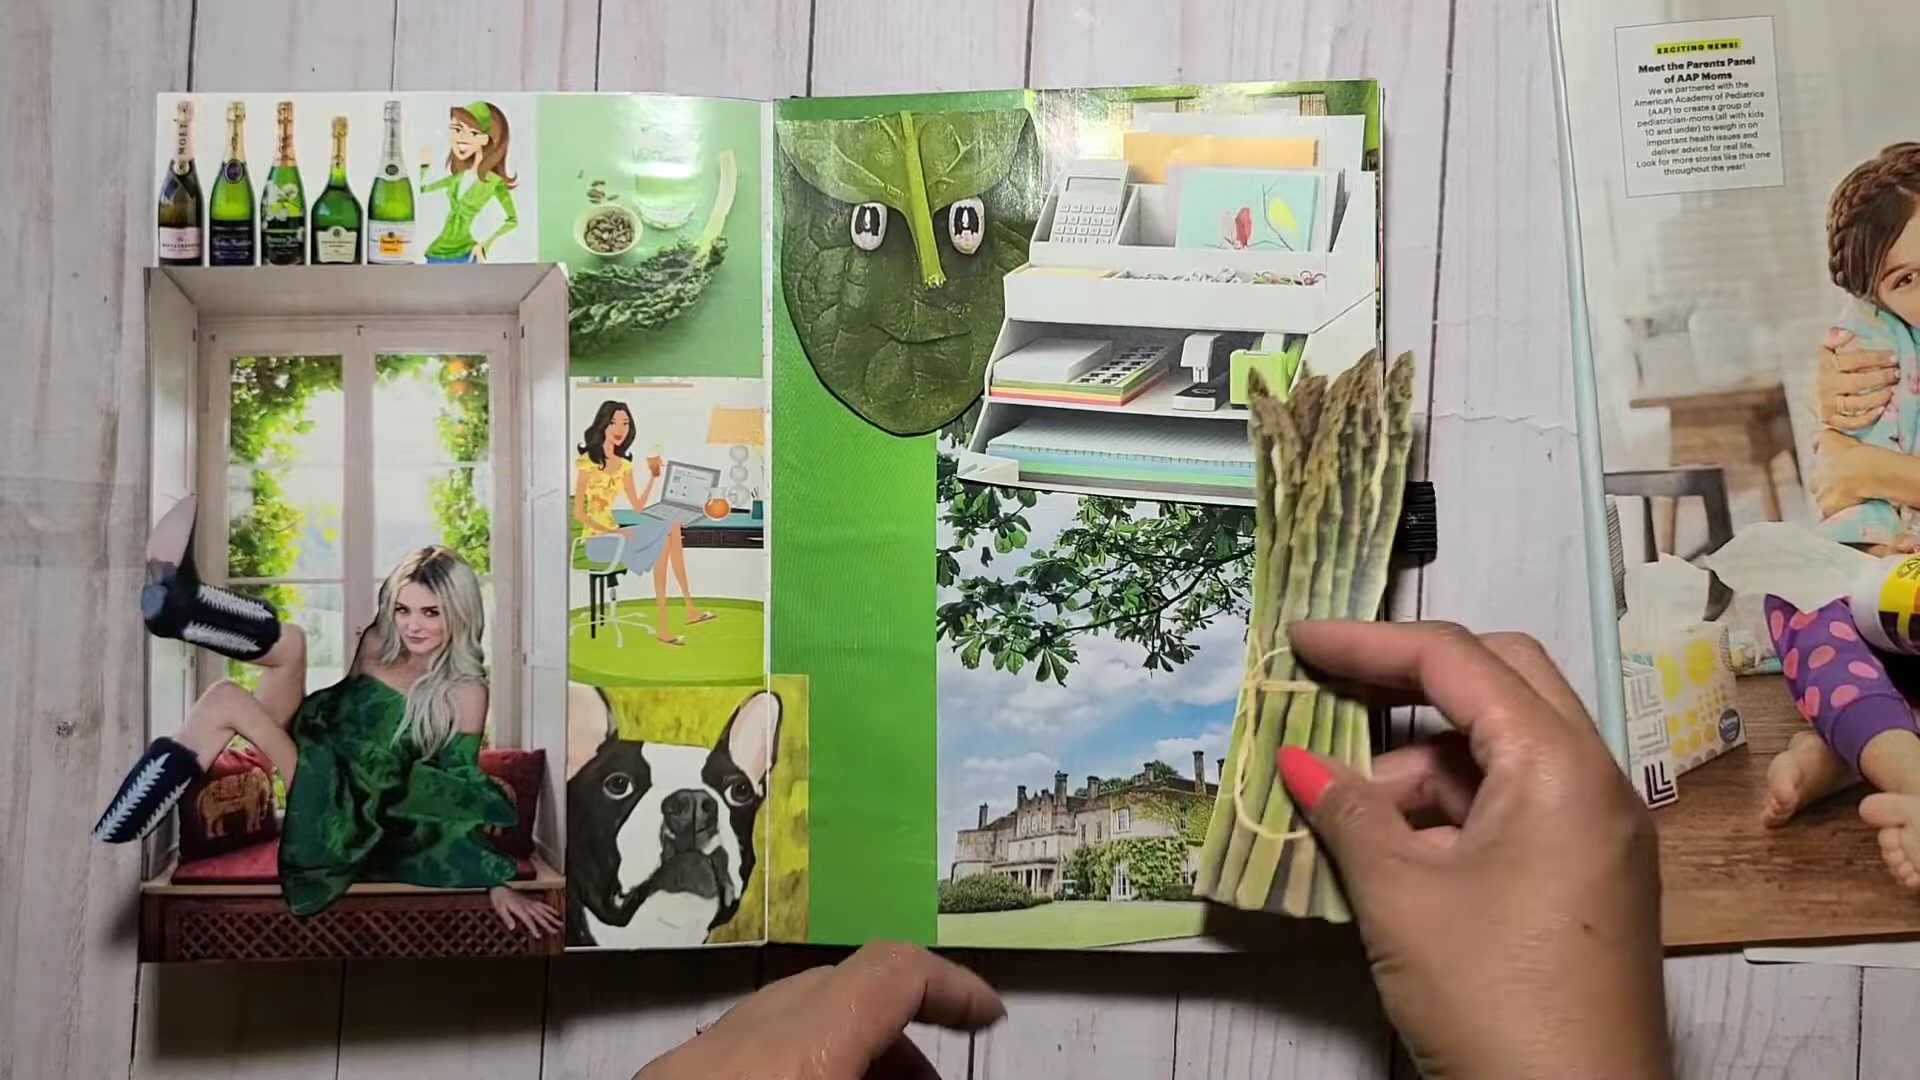 MOËT
EXCITING NEWS!
Meet the Parents Panel
of AAP Moms
We've partnered with the
American Academy of Pediatrics
(AAP) to create a group of
pediatrician-moms (all with kids
10 and under) to weigh in on
important health issues and
deliver advice for real life.
Look for more stories like this one
throughout the year!